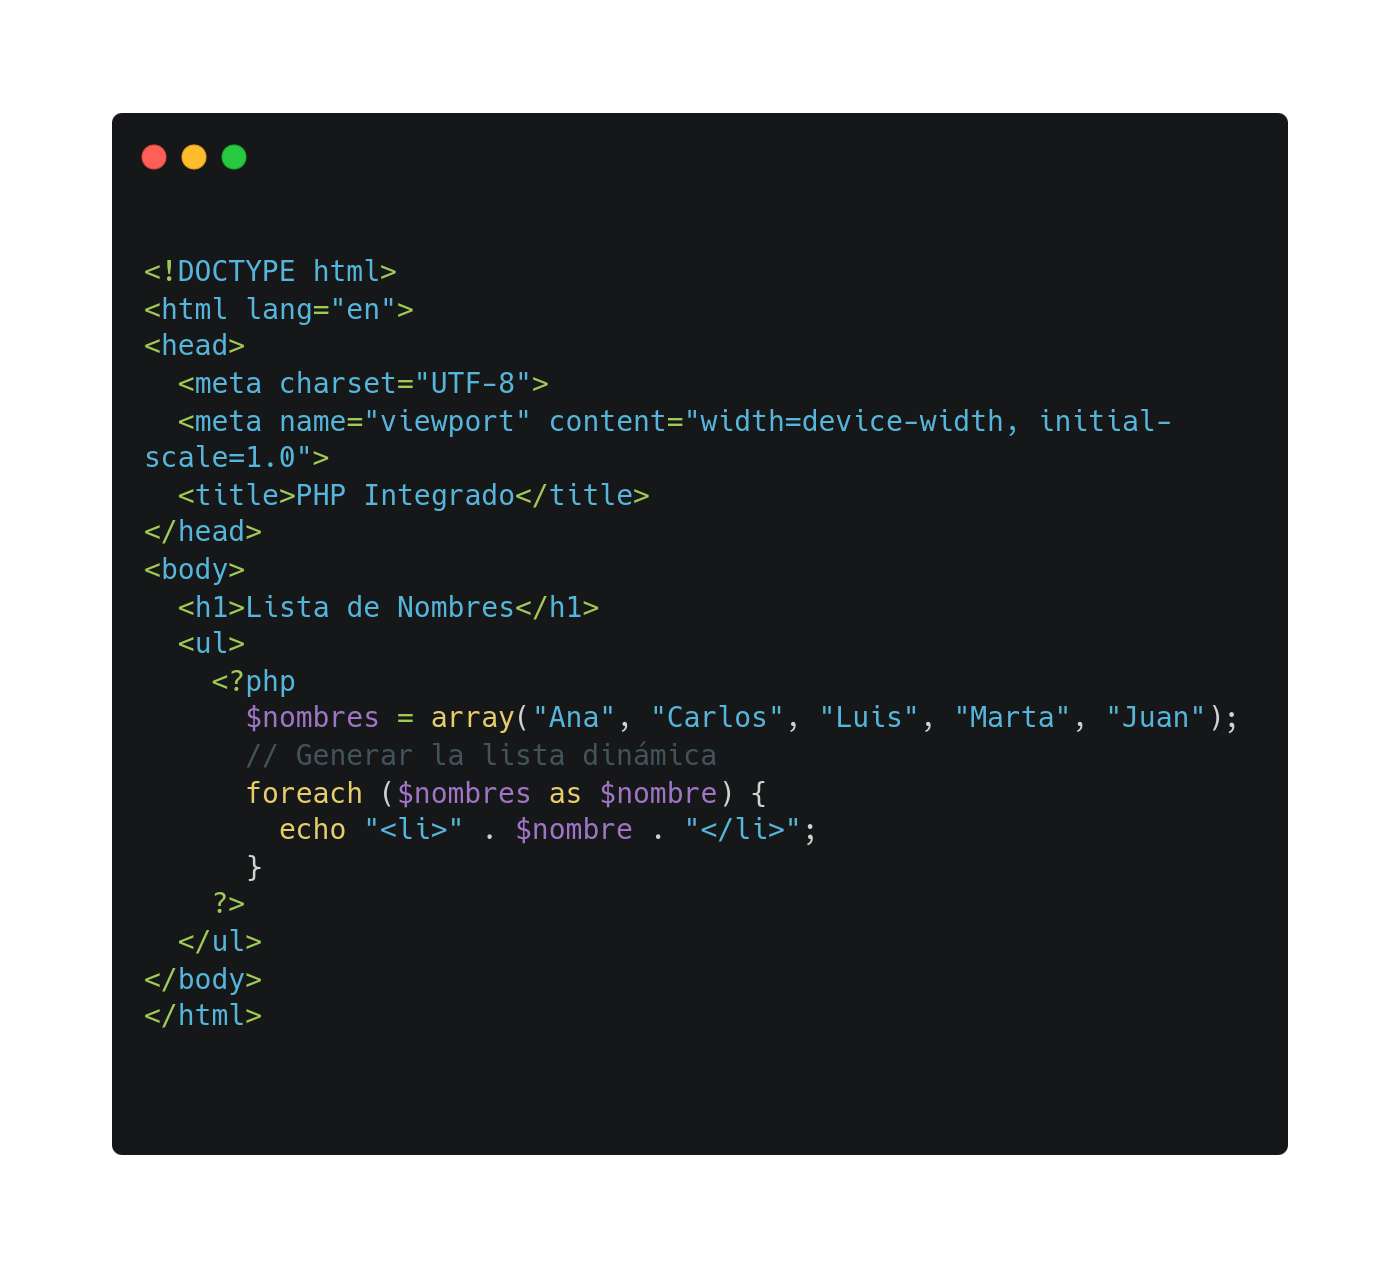 <!DOCTYPE html>
<html lang="en">
<head>
  <meta charset="UTF-8">
  <meta name="viewport" content="width=device-width, initial-
scale=1.0">
  <title>PHP Integrado</title>
</head>
<body>
  <h1>Lista de Nombres</h1>
  <ul>
    <?php
      $nombres = array("Ana", "Carlos", "Luis", "Marta", "Juan");
      // Generar la lista dinámica
      foreach ($nombres as $nombre) {
        echo "<li>" . $nombre . "</li>";
      }
    ?>
  </ul>
</body>
</html>